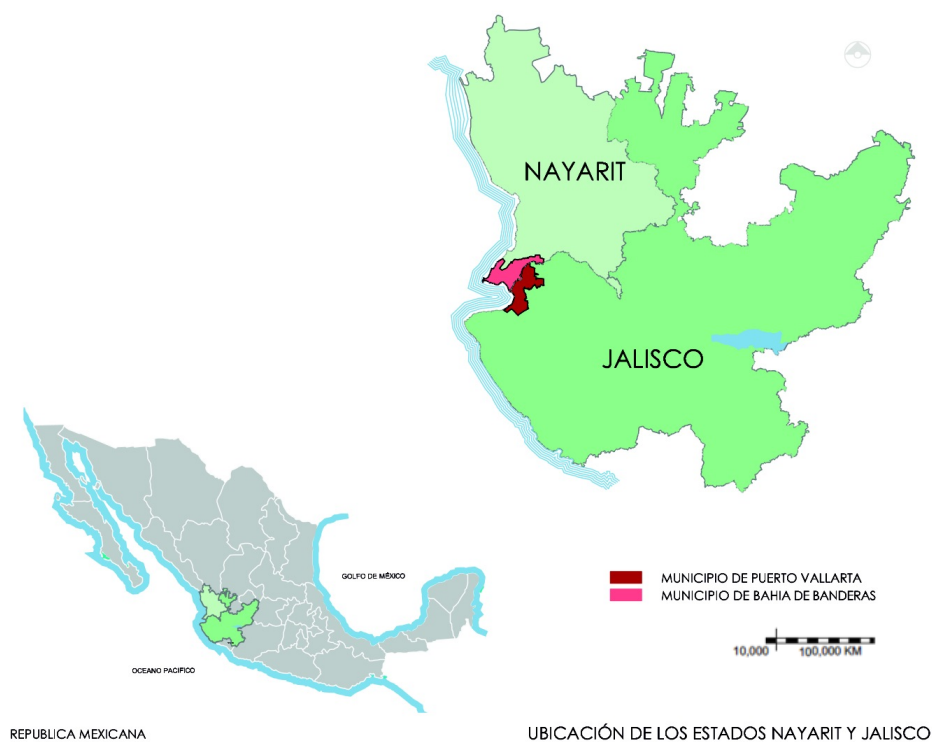 NAYARIT
JALISCO
GOLFO DE MÉXICO
MUNICIPIO DE PUERTO VALLARTA
MUNICIPIO DE BAHIA DE BANDERAS
10,000 100,000 KM
OCEANO PACIFICO
REPUBLICA MEXICANA
UBICACIÓN DE LOS ESTADOS NAYARIT Y JALISCO